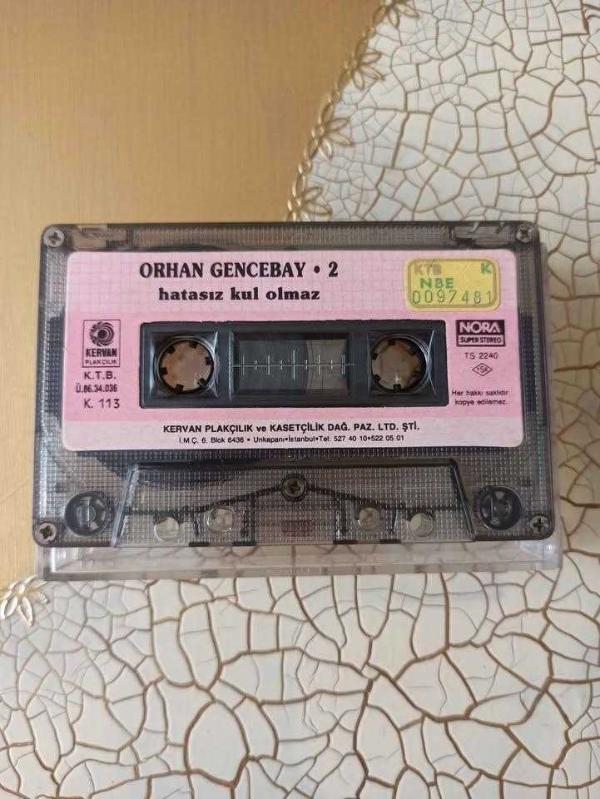 ORHAN GENCEBAY • 2
hatasız kul olmaz
KTB K
NBE
0097481
KERVAN
PLAKÇILIK
K.T.B.
Ü.86.34.036
K. 113
NORA
SUPER STEREO
TS 2240
TSE
Her hakkı saklıdır
kopye edilemez.
KERVAN PLAKÇILIK ve KASETÇİLİK DAĞ. PAZ. LTD. ŞTİ.
İ.M.Ç. 6. Blok 6436 • Unkapanı•İstanbul•Tel: 527 40 10•522 05 01